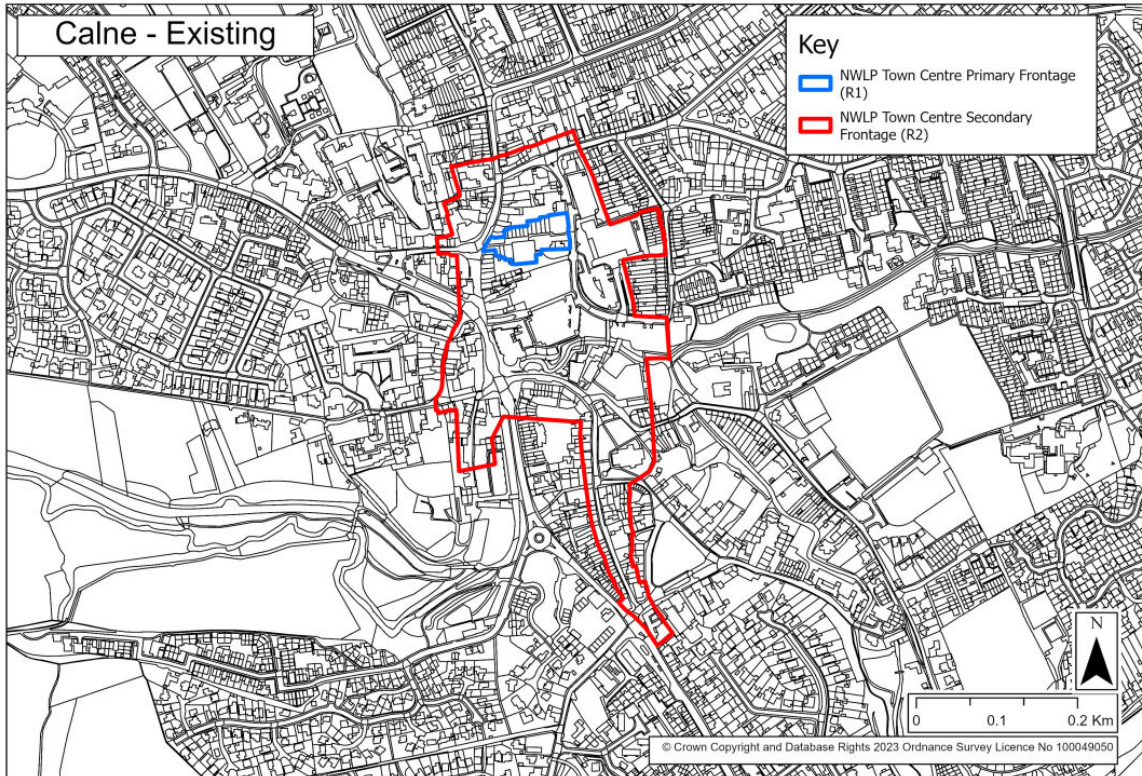 Calne - Existing
Key
NWLP Town Centre Primary Frontage
(R1)
NWLP Town Centre Secondary
Frontage (R2)
N
0 0.1 0.2 Km
© Crown Copyright and Database Rights 2023 Ordnance Survey Licence No 100049050